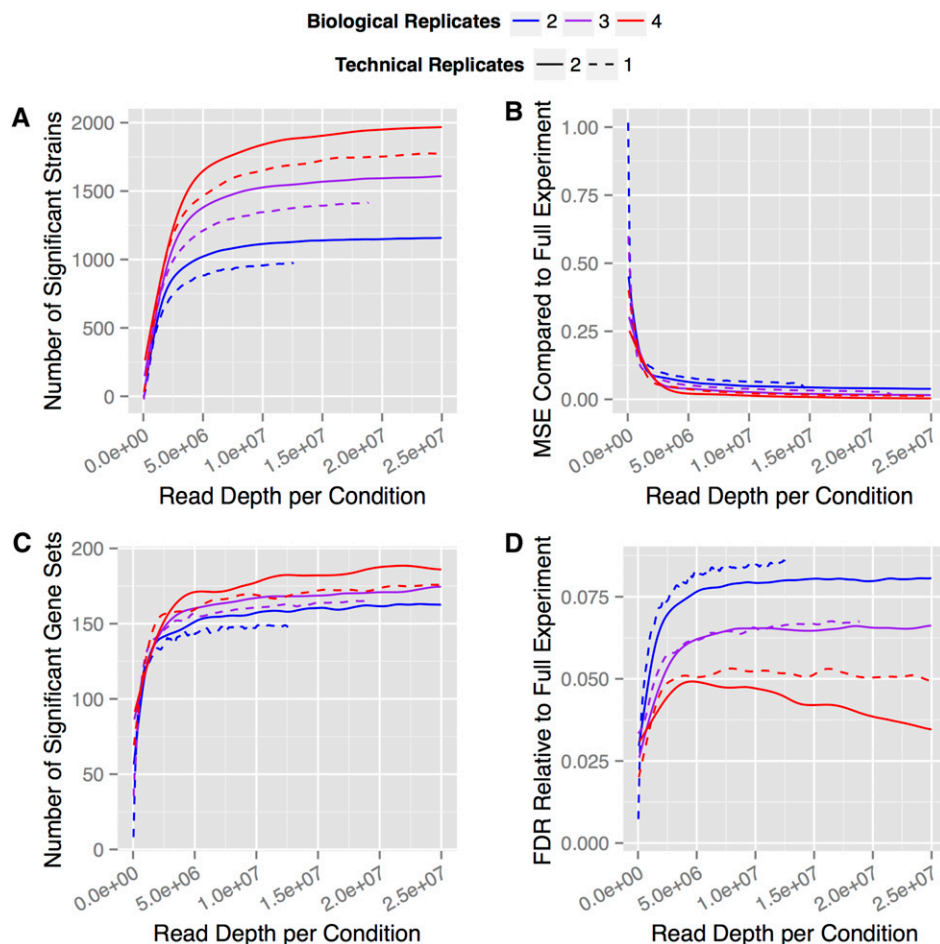 Biological Replicates 2 3 4
Technical Replicates 2 1
A
Number of Significant Strains
2000
1500
1000
500
0
0.0e+00
5.0e+06
1.0e+07
1.5e+07
2.0e+07
2.5e+07
Read Depth per Condition
B
MSE Compared to Full Experiment
1.00
0.75
0.50
0.25
0.00
0.0e+00
5.0e+06
1.0e+07
1.5e+07
2.0e+07
2.5e+07
Read Depth per Condition
C
Number of Significant Gene Sets
200
150
100
50
0
0.0e+00
5.0e+06
1.0e+07
1.5e+07
2.0e+07
2.5e+07
Read Depth per Condition
D
FDR Relative to Full Experiment
0.075
0.050
0.025
0.000
0.0e+00
5.0e+06
1.0e+07
1.5e+07
2.0e+07
2.5e+07
Read Depth per Condition